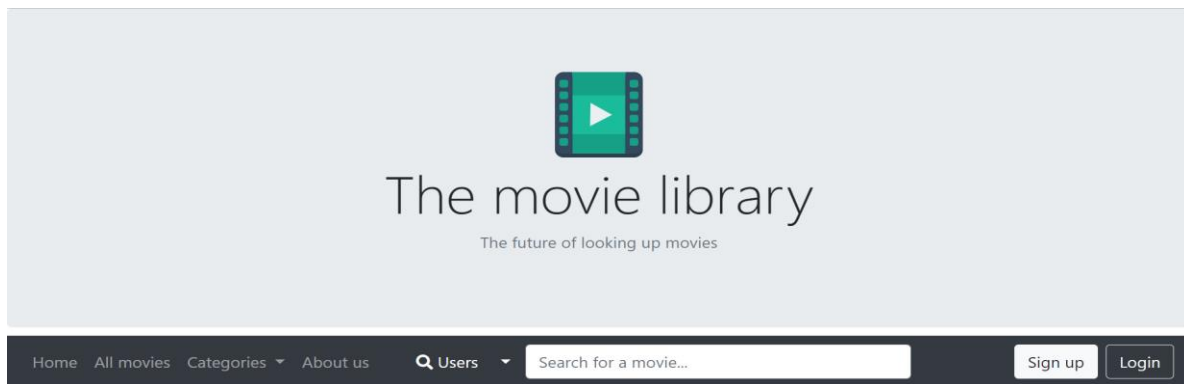 The movie library
The future of looking up movies
Home All movies Categories About us Users Search for a movie... Sign up Login